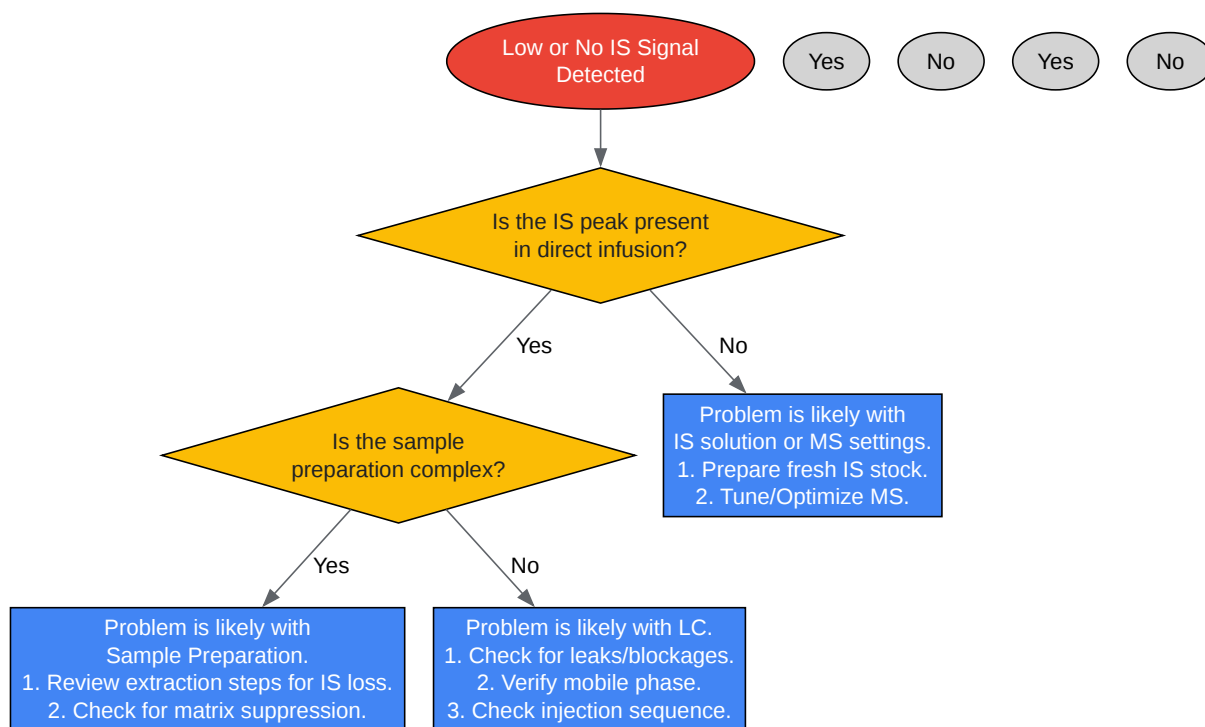 Low or No IS Signal
Detected
Yes
No
Yes
No
Is the IS peak present
in direct infusion?
Yes
No
Is the sample
preparation complex?
Problem is likely with
IS solution or MS settings.
1. Prepare fresh IS stock.
2. Tune/Optimize MS.
Yes
No
Problem is likely with
Sample Preparation.
1. Review extraction steps for IS loss.
2. Check for matrix suppression.
Problem is likely with LC.
1. Check for leaks/blockages.
2. Verify mobile phase.
3. Check injection sequence.